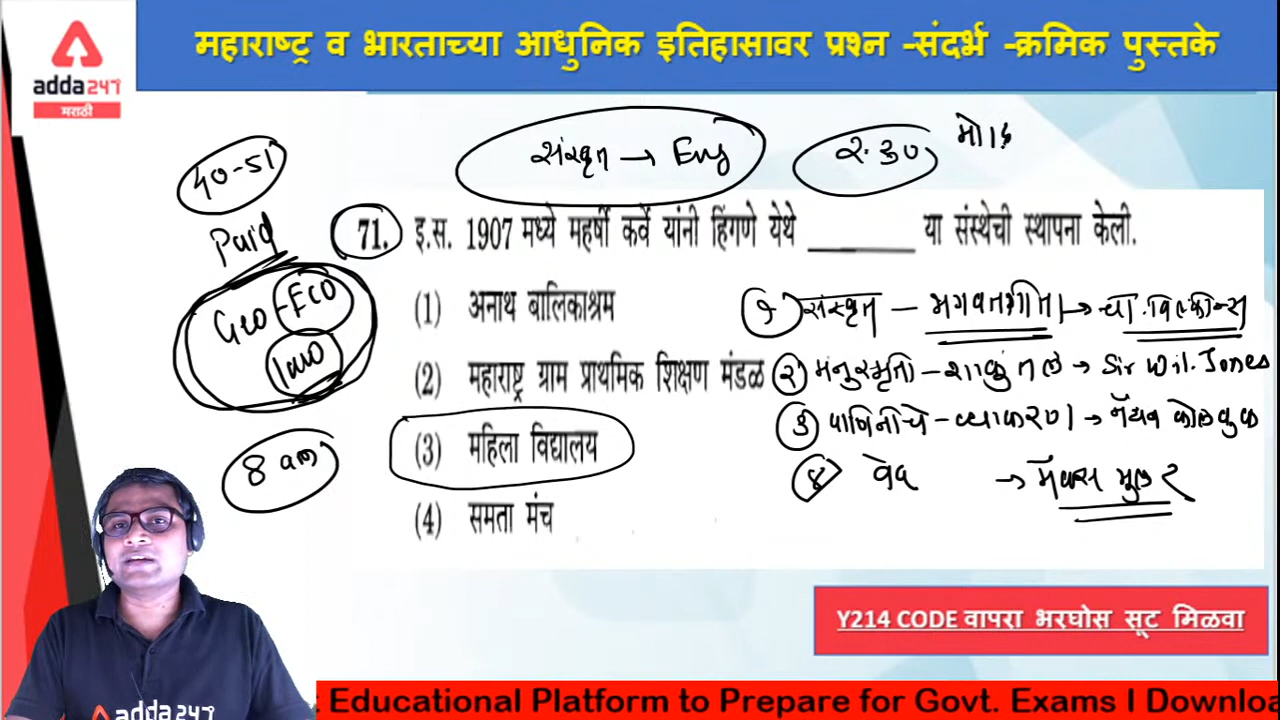 महाराष्ट्र व भारताच्या आधुनिक इतिहासावर प्रश्न -संदर्भ -क्रमिक पुस्तके
adda247
मराठी
40-51
संस्कृत → Eng
२.३०
Paid
71. इ.स. 1907 मध्ये महर्षी कर्वे यांनी हिंगणे येथे ________ या संस्थेची स्थापना केली.
Geo-Eco
(1) अनाथ बालिकाश्रम
१ संस्कृत –
(2) महाराष्ट्र ग्राम प्राथमिक शिक्षण मंडळ
२ मनुस्मृती – शाकुंतल → Sir Wil. Jones
(3) महिला विद्यालय
३ पाणिनीचे – व्याकरण →
8 am
४ वेद → मॅक्स मुलर
(4) समता मंच
Y214 CODE वापरा भरघोस सूट मिळवा
adda247
Educational Platform to Prepare for Govt. Exams I Downloa